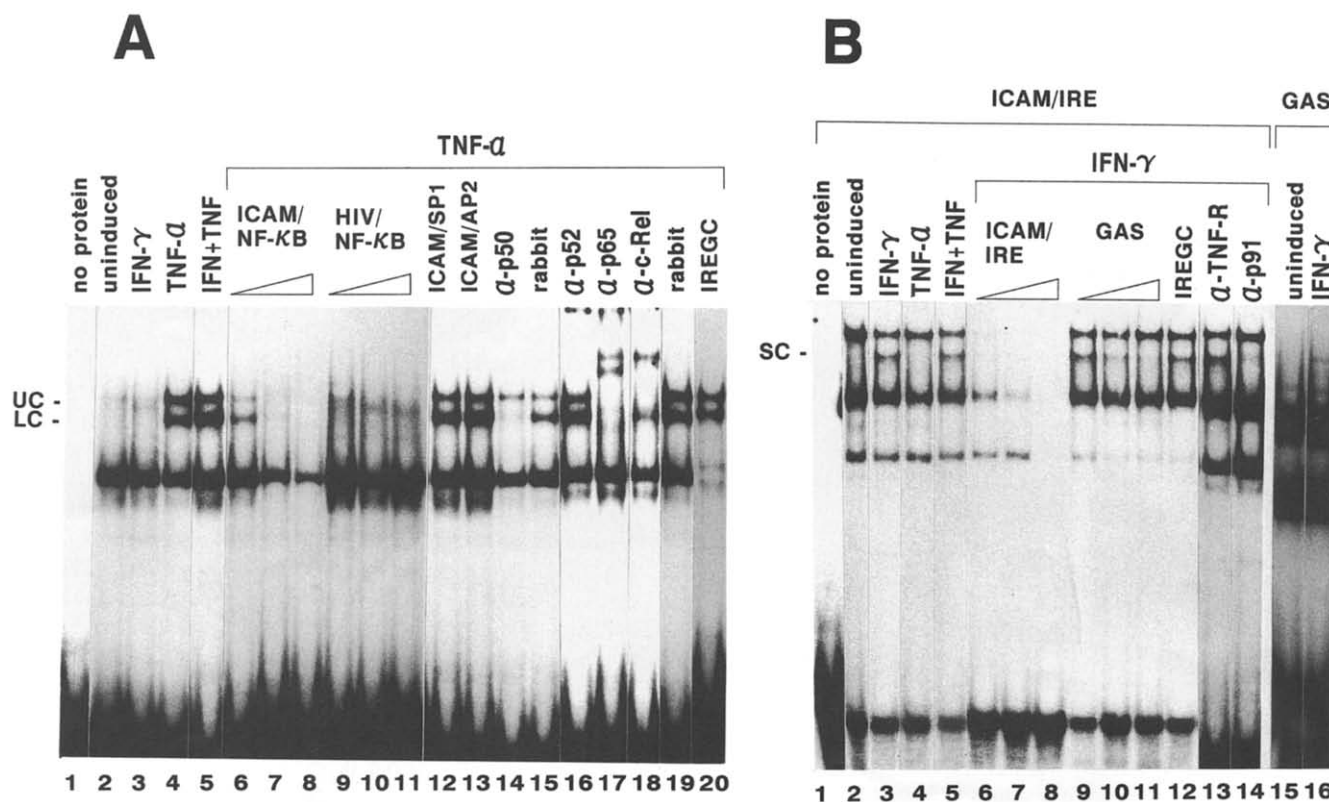 A
TNF-α
no protein
uninduced
IFN-γ
TNF-α
IFN+TNF
ICAM/
NF-κB
HIV/
NF-κB
ICAM/SP1
ICAM/AP2
α-p50
rabbit
α-p52
α-p65
α-c-Rel
rabbit
IREGC
UC -
LC -
1 2 3 4 5 6 7 8 9 10 11 12 13 14 15 16 17 18 19 20
B
ICAM/IRE
GAS
IFN-γ
no protein
uninduced
IFN-γ
TNF-α
IFN+TNF
ICAM/
IRE
GAS
IREGC
α-TNF-R
α-p91
uninduced
IFN-γ
SC -
1 2 3 4 5 6 7 8 9 10 11 12 13 14 15 16